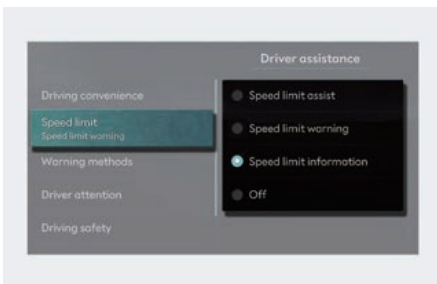 Driver assistance
Driving convenience
Speed limit
Speed limit warning
Warning methods
Driver attention
Driving safety
Speed limit assist
Speed limit warning
Speed limit information
Off